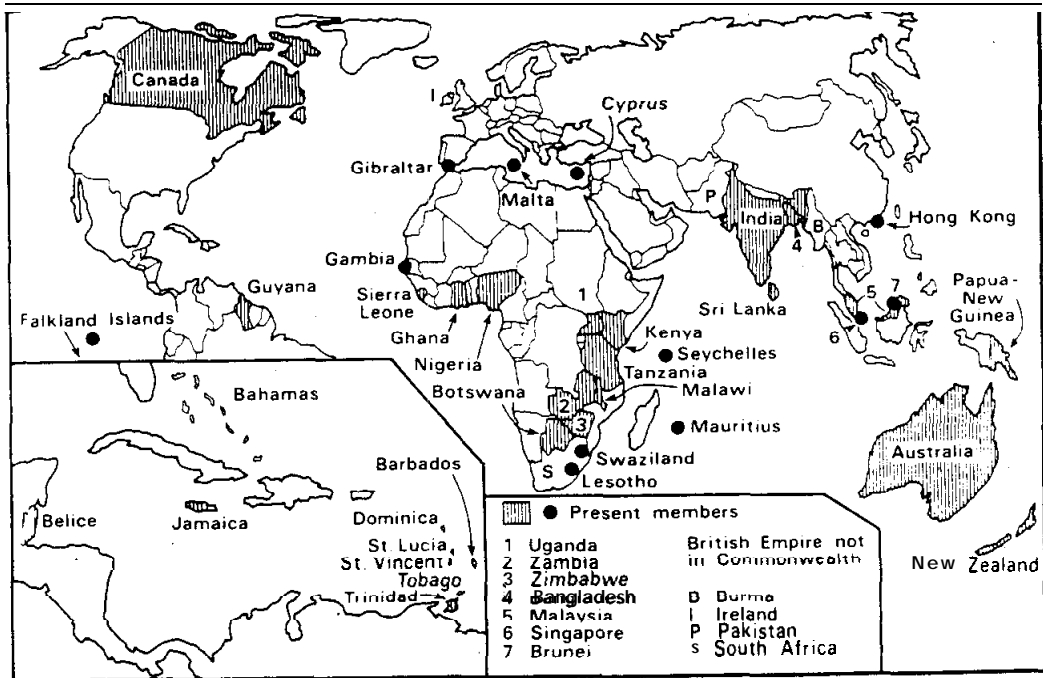 Canada
I
Cyprus
Gibraltar
Malta
P
India
B
4
Hong Kong
Gambia
Guyana
Sierra
Leone
1
Sri Lanka
5
7
6
Papua-
New
Guinea
Falkland Islands
Ghana
Nigeria
Kenya
Seychelles
Tanzania
Botswana
Malawi
2
3
Mauritius
Bahamas
Swaziland
S
Lesotho
Australia
New Zealand
Barbados
Belice
Jamaica
Dominica
St. Lucia
St. Vincent
Tobago
Trinidad
Present members
1 Uganda
2 Zambia
3 Zimbabwe
4 Bangladesh
5 Malaysia
6 Singapore
7 Brunei
British Empire not
in Commonwealth
B Burma
I Ireland
P Pakistan
S South Africa